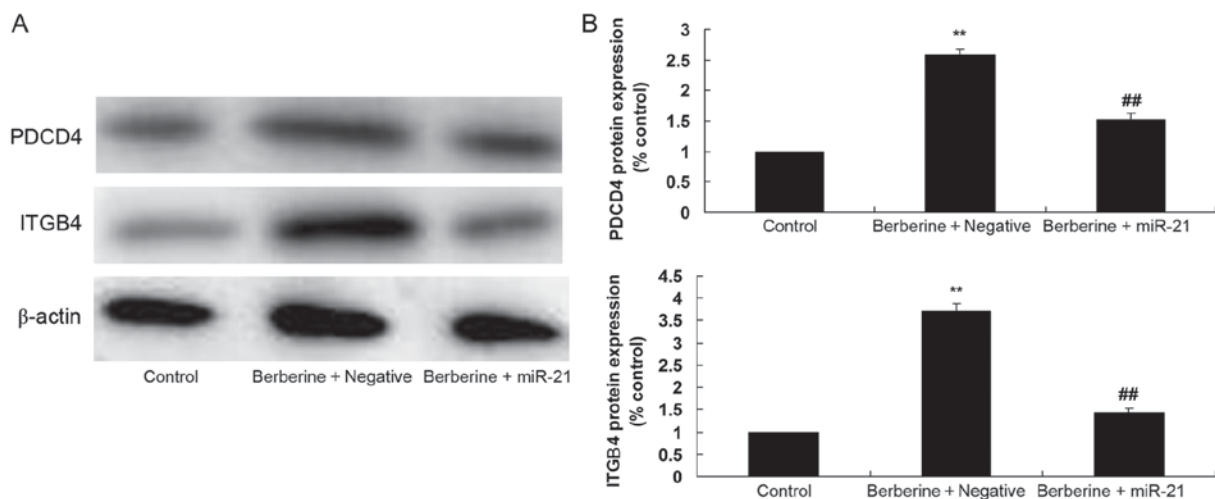 A
PDCD4
ITGB4
β-actin
Control Berberine + Negative Berberine + miR-21
B
PDCD4 protein expression
(% control)
3
2.5
2
1.5
1
0.5
0
**
##
Control Berberine + Negative Berberine + miR-21
ITGB4 protein expression
(% control)
4.5
4
3.5
3
2.5
2
1.5
1
0.5
0
**
##
Control Berberine + Negative Berberine + miR-21